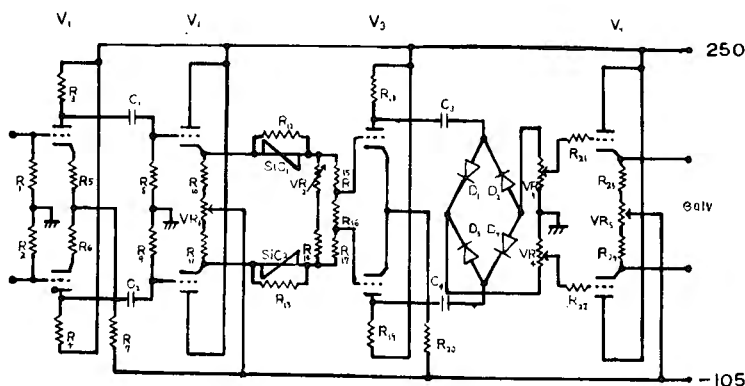 V₁ V₂ V₃ V₄
250
R₃ C₁ R₁₂ R₁₈ C₃
SiC₁ R₂₁
R₁ R₅ R₈ R₁₀ VR₂ R₁₅ D₁ D₂ VR₃ R₂₃
VR₁ R₁₆ VR₅ Galv
R₂ R₆ R₉ R₁₁ SiC₂ R₁₄ R₁₇ D₃ D₄ VR₄ R₂₄
C₂ R₁₃ C₄ R₂₂
R₄ R₇ R₁₉ R₂₀
-105